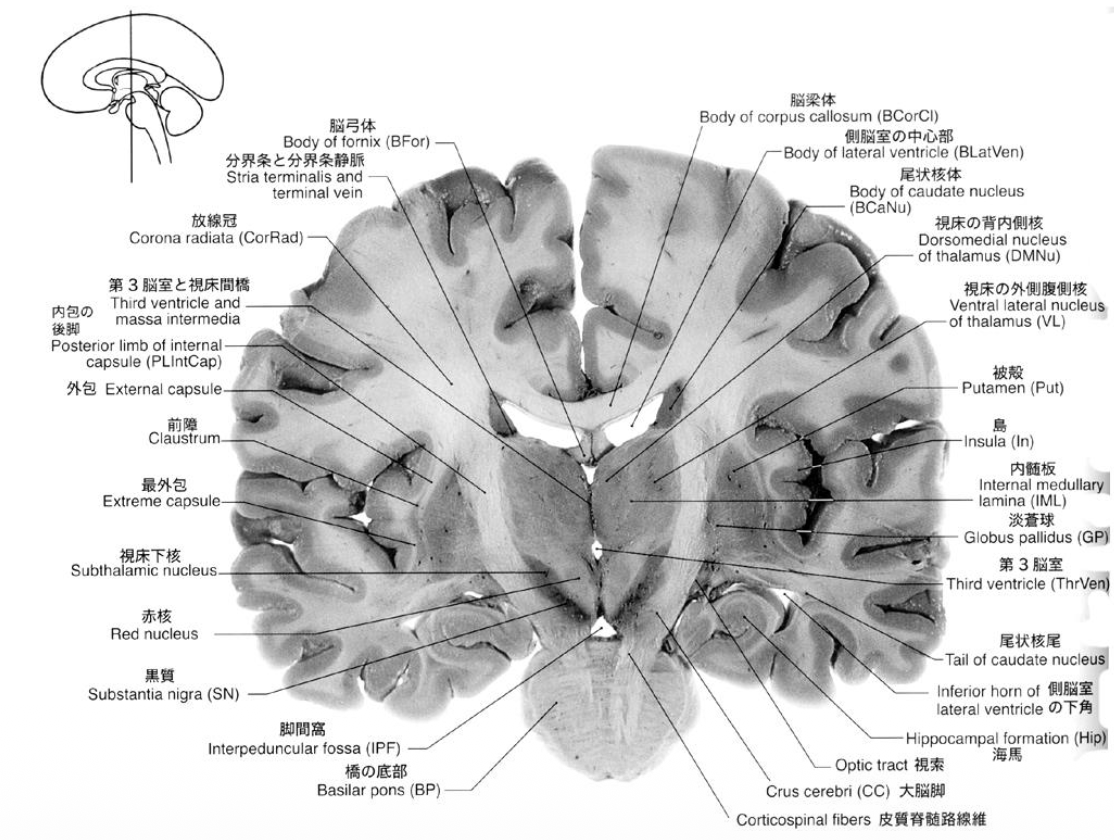 脳弓体
Body of fornix (BFor)
分界条と分界条静脈
Stria terminalis and
terminal vein
放線冠
Corona radiata (CorRad)
第3脳室と視床間橋
Third ventricle and
massa intermedia
内包の
後脚
Posterior limb of internal
capsule (PLIntCap)
外包 External capsule
前障
Claustrum
最外包
Extreme capsule
視床下核
Subthalamic nucleus
赤核
Red nucleus
黒質
Substantia nigra (SN)
脚間窩
Interpeduncular fossa (IPF)
橋の底部
Basilar pons (BP)
脳梁体
Body of corpus callosum (BCorCl)
側脳室の中心部
Body of lateral ventricle (BLatVen)
尾状核体
Body of caudate nucleus
(BCaNu)
視床の背内側核
Dorsomedial nucleus
of thalamus (DMNu)
視床の外側腹側核
Ventral lateral nucleus
of thalamus (VL)
被殻
Putamen (Put)
島
Insula (In)
内髄板
Internal medullary
lamina (IML)
淡蒼球
Globus pallidus (GP)
第3脳室
Third ventricle (ThrVen)
尾状核尾
Tail of caudate nucleus
Inferior horn of 側脳室
lateral ventricle の下角
Hippocampal formation (Hip)
海馬
Optic tract 視索
Crus cerebri (CC) 大脳脚
Corticospinal fibers 皮質脊髄路線維